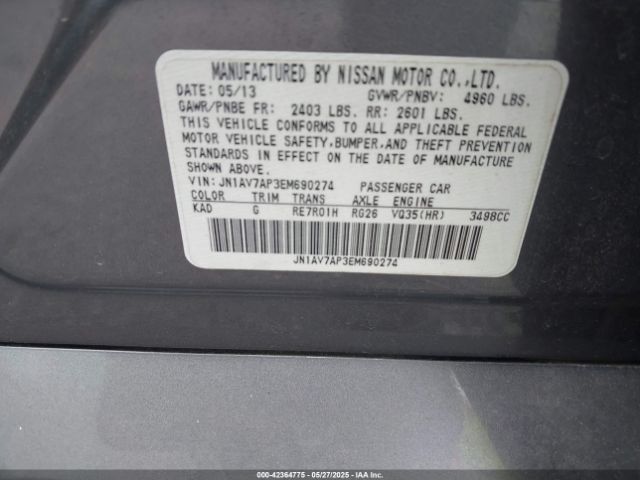 MANUFACTURED BY NISSAN MOTOR CO.,LTD.
DATE: 05/13 GVWR/PNBV: 4960 LBS.
GAWR/PNBE FR: 2403 LBS. RR: 2601 LBS.
THIS VEHICLE CONFORMS TO ALL APPLICABLE FEDERAL
MOTOR VEHICLE SAFETY,BUMPER,AND THEFT PREVENTION
STANDARDS IN EFFECT ON THE DATE OF MANUFACTURE
SHOWN ABOVE.
VIN: JN1AV7AP3EM690274 PASSENGER CAR
COLOR TRIM TRANS AXLE ENGINE
KAD G RE7R01H RG26 VQ35(HR) 3498CC
JN1AV7AP3EM690274
000-42364775 - 05/27/2025 - IAA Inc.